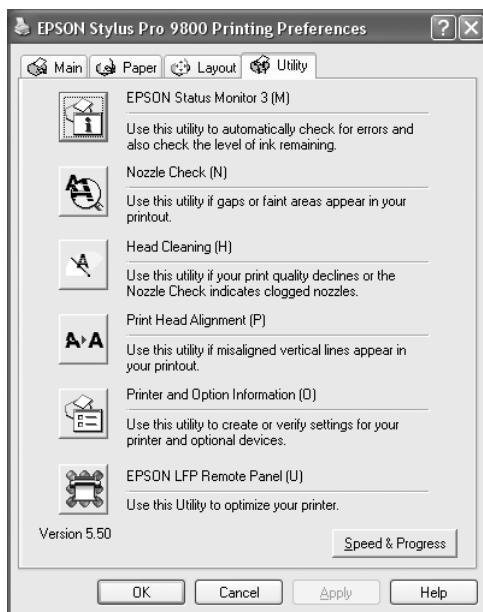 EPSON Stylus Pro 9800 Printing Preferences
Main
Paper
Layout
Utility
EPSON Status Monitor 3 (M)
Use this utility to automatically check for errors and
also check the level of ink remaining.
Nozzle Check (N)
Use this utility if gaps or faint areas appear in your
printout.
Head Cleaning (H)
Use this utility if your print quality declines or the
Nozzle Check indicates clogged nozzles.
Print Head Alignment (P)
Use this utility if misaligned vertical lines appear in
your printout.
Printer and Option Information (O)
Use this utility to create or verify settings for your
printer and optional devices.
EPSON LFP Remote Panel (U)
Use this Utility to optimize your printer.
Version 5.50
Speed & Progress
OK
Cancel
Apply
Help